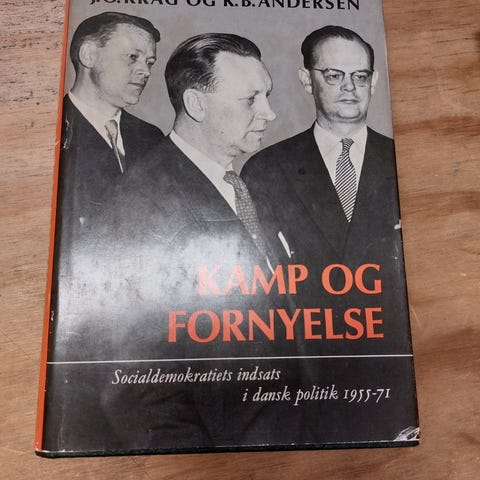 J.O.KRAG OG K.B.ANDERSEN
KAMP OG
FORNYELSE
Socialdemokratiets indsats
i dansk politik 1955-71